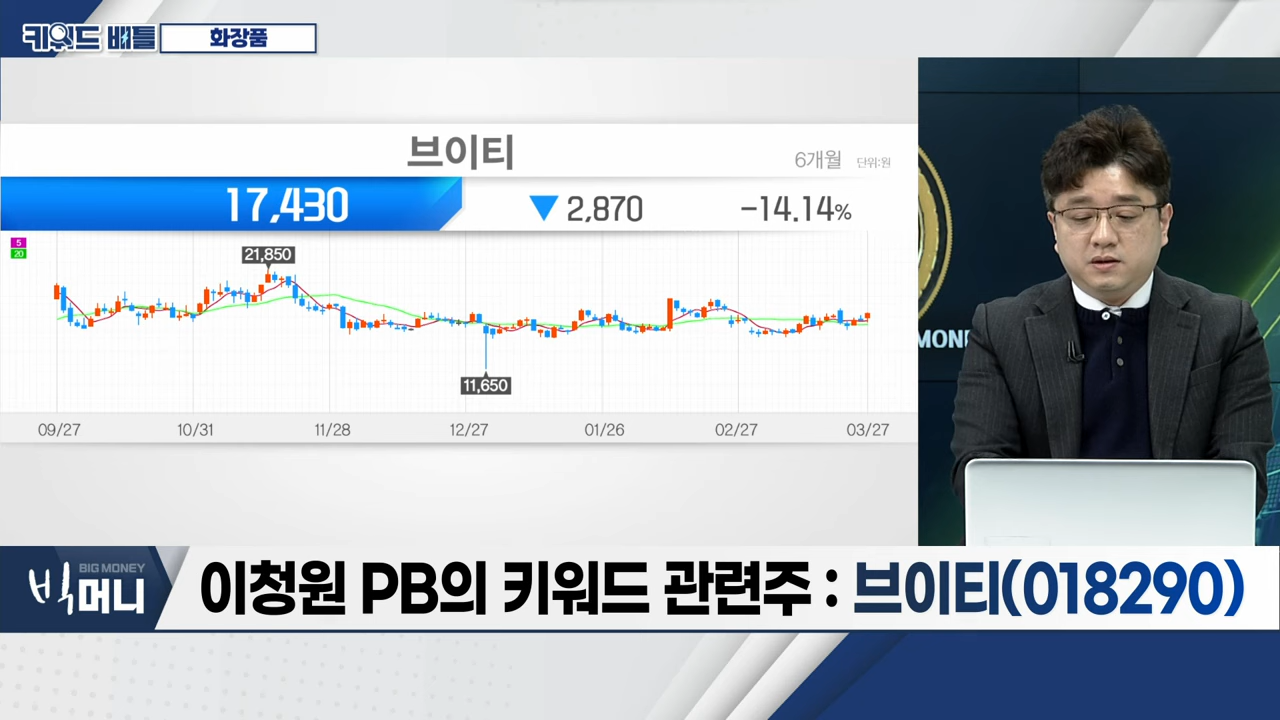 키워드 배틀
화장품
브이티
6개월 단위:원
17,430 ▼ 2,870 -14.14%
5
20
21,850
11,650
09/27 10/31 11/28 12/27 01/26 02/27 03/27
MONE
빅머니 BIG MONEY
이청원 PB의 키워드 관련주 : 브이티(018290)